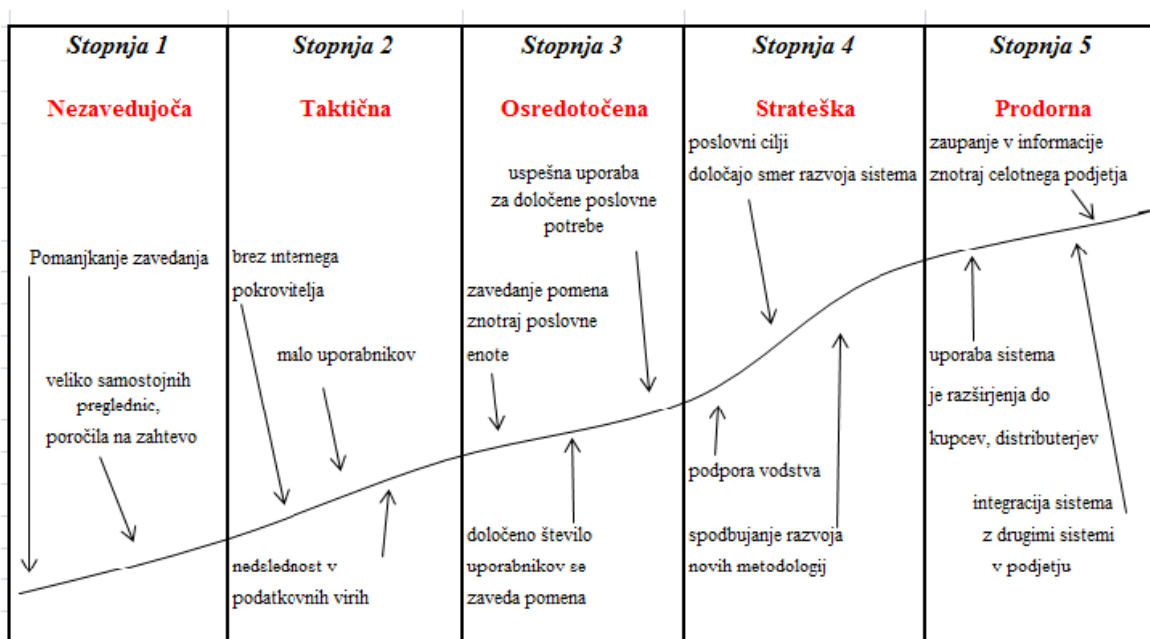 Stopnja 1
Nezavedujoča
Pomanjkanje zavedanja
veliko samostojnih
preglednic,
poročila na zahtevo
Stopnja 2
Taktična
brez internega
pokrovitelja
malo uporabnikov
nedslednost v
podatkovnih virih
Stopnja 3
Osredotočena
uspešna uporaba
za določene poslovne
potrebe
zavedanje pomena
znotraj poslovne
enote
določeno število
uporabnikov se
zaveda pomena
Stopnja 4
Strateška
poslovni cilji
določajo smer razvoja sistema
podpora vodstva
spodbujanje razvoja
novih metodologij
Stopnja 5
Prodorna
zaupanje v informacije
znotraj celotnega podjetja
uporaba sistema
je razširjenja do
kupcev, distributerjev
integracija sistema
z drugimi sistemi
v podjetju